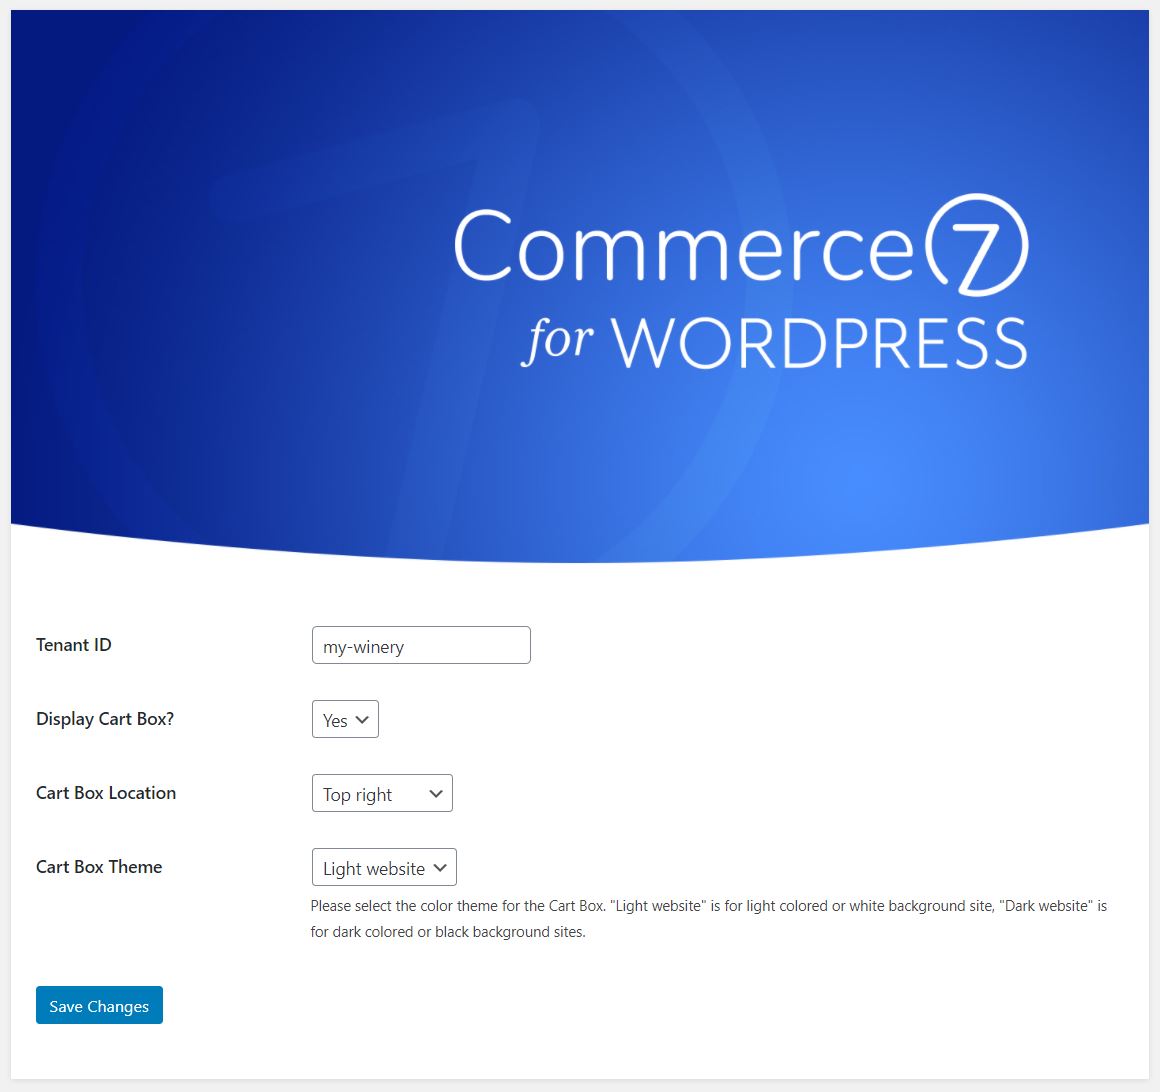 Commerce7
for WORDPRESS
Tenant ID
my-winery
Display Cart Box?
Yes
Cart Box Location
Top right
Cart Box Theme
Light website
Please select the color theme for the Cart Box. "Light website" is for light colored or white background site, "Dark website" is
for dark colored or black background sites.
Save Changes